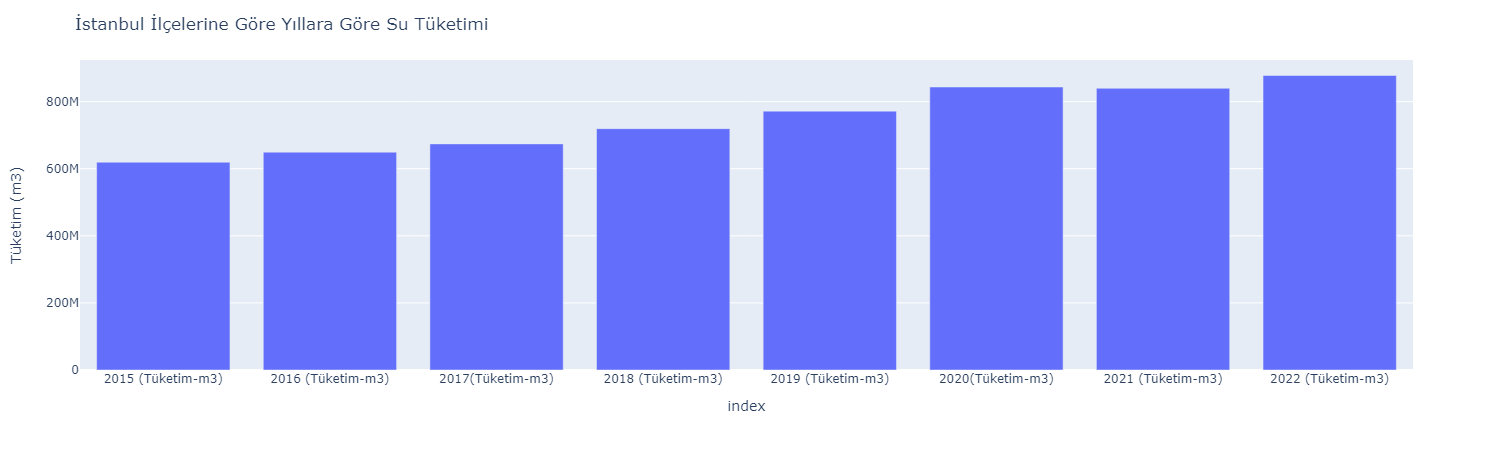 İstanbul İlçelerine Göre Yıllara Göre Su Tüketimi
Tüketim (m3)
800M
600M
400M
200M
0
2015 (Tüketim-m3)
2016 (Tüketim-m3)
2017(Tüketim-m3)
2018 (Tüketim-m3)
2019 (Tüketim-m3)
2020(Tüketim-m3)
2021 (Tüketim-m3)
2022 (Tüketim-m3)
index